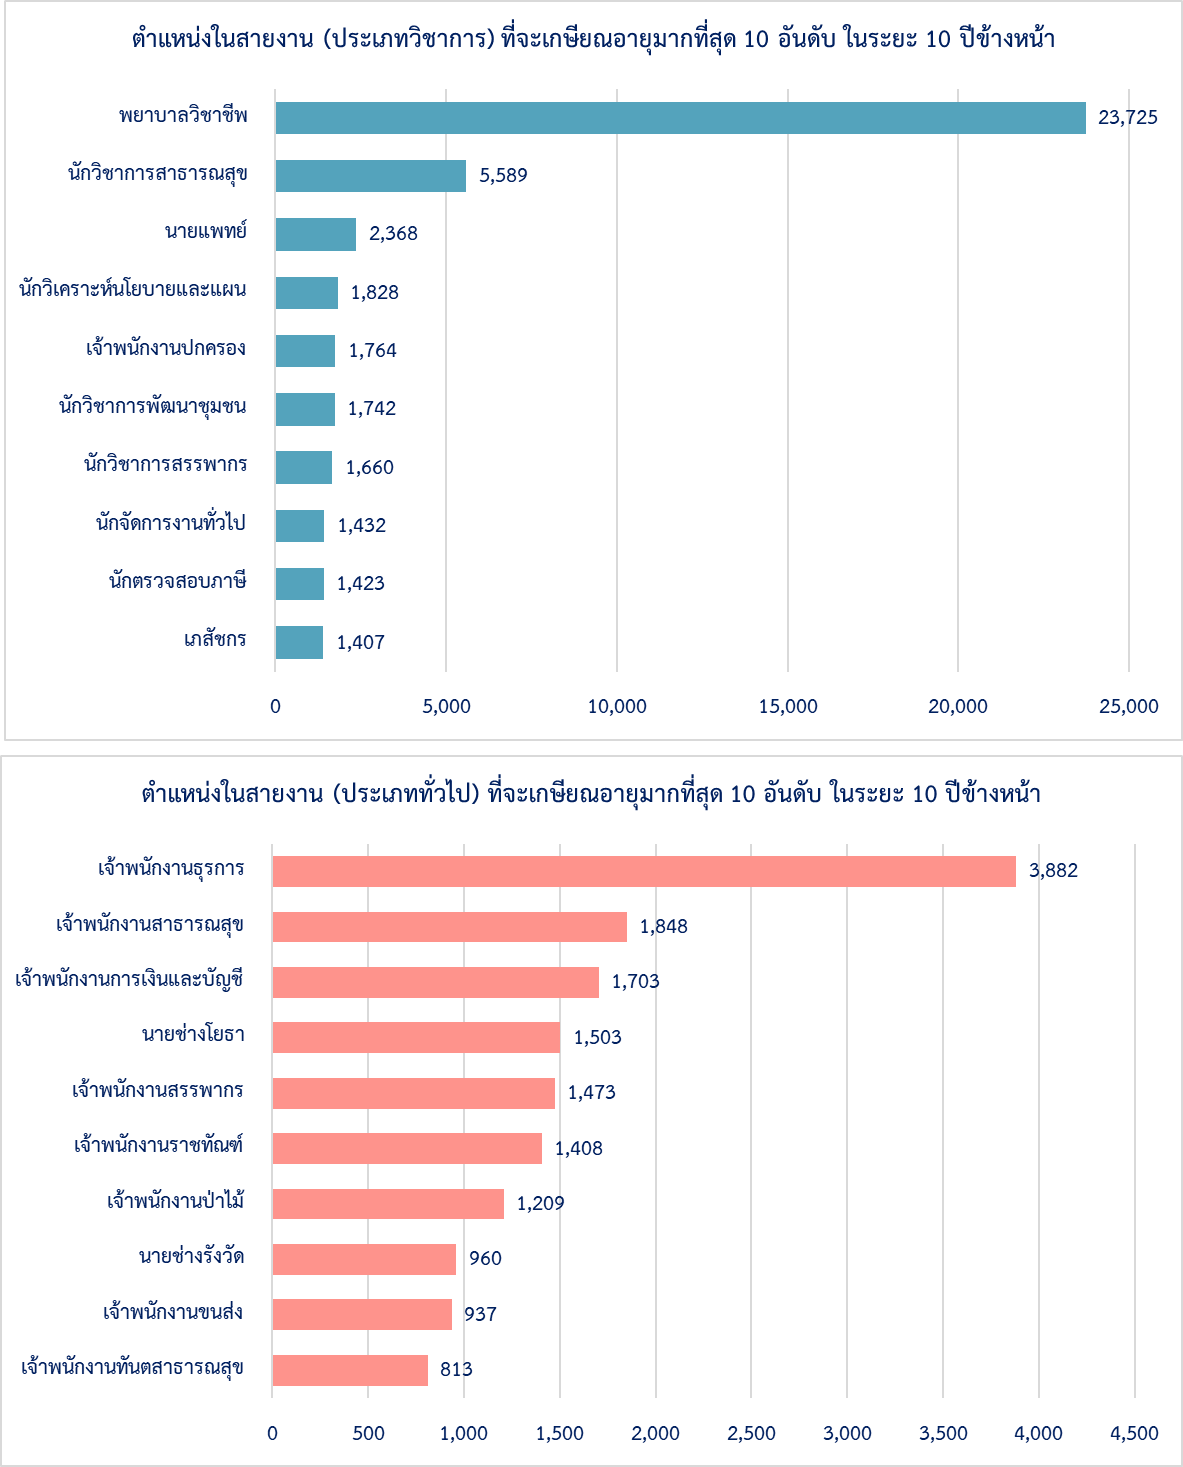 ตำแหน่งในสายงาน (ประเภทวิชาการ) ที่จะเกษียณอายุมากที่สุด 10 อันดับ ในระยะ 10 ปีข้างหน้า
พยาบาลวิชาชีพ 23,725
นักวิชาการสาธารณสุข 5,589
นายแพทย์ 2,368
นักวิเคราะห์นโยบายและแผน 1,828
เจ้าพนักงานปกครอง 1,764
นักวิชาการพัฒนาชุมชน 1,742
นักวิชาการสรรพากร 1,660
นักจัดการงานทั่วไป 1,432
นักตรวจสอบภาษี 1,423
เภสัชกร 1,407
0 5,000 10,000 15,000 20,000 25,000
ตำแหน่งในสายงาน (ประเภททั่วไป) ที่จะเกษียณอายุมากที่สุด 10 อันดับ ในระยะ 10 ปีข้างหน้า
เจ้าพนักงานธุรการ 3,882
เจ้าพนักงานสาธารณสุข 1,848
เจ้าพนักงานการเงินและบัญชี 1,703
นายช่างโยธา 1,503
เจ้าพนักงานสรรพากร 1,473
เจ้าพนักงานราชทัณฑ์ 1,408
เจ้าพนักงานป่าไม้ 1,209
นายช่างรังวัด 960
เจ้าพนักงานขนส่ง 937
เจ้าพนักงานทันตสาธารณสุข 813
0 500 1,000 1,500 2,000 2,500 3,000 3,500 4,000 4,500